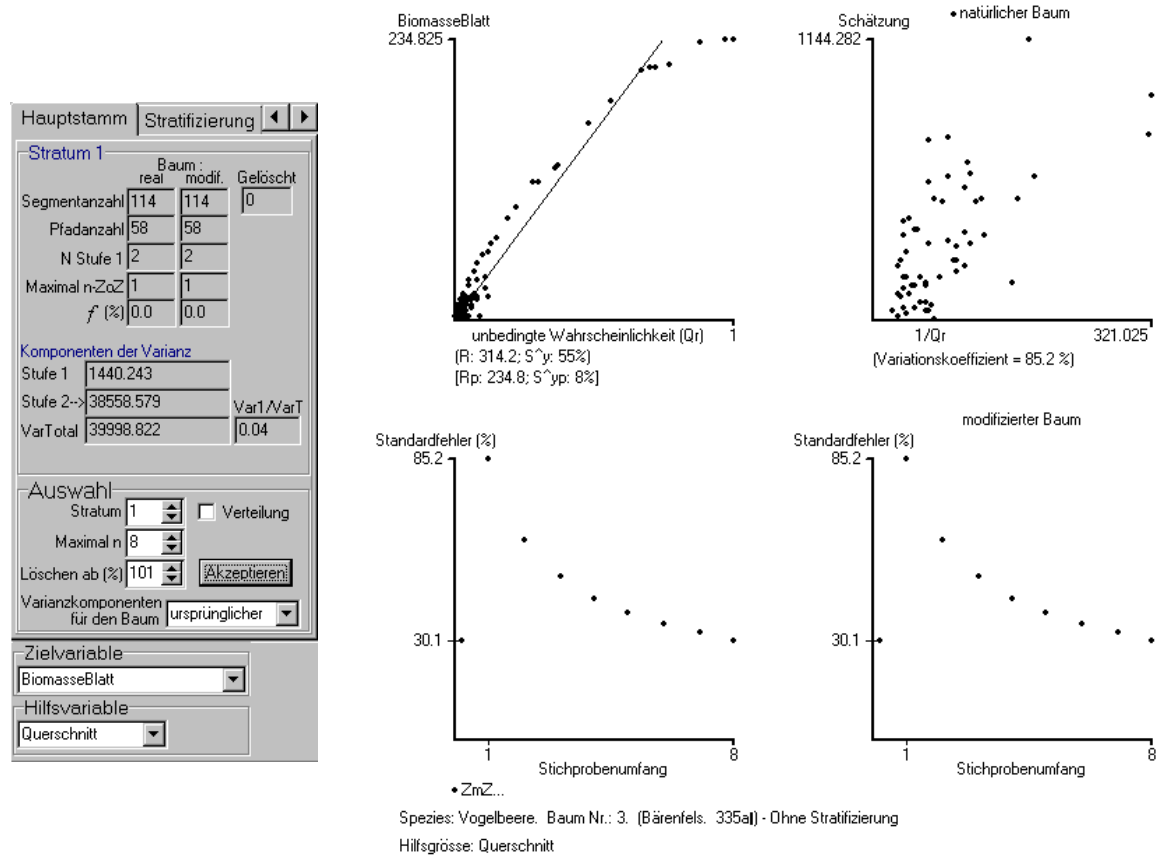 Hauptstamm Stratifizierung
Stratum 1
Baum :
real modif. Gelöscht
Segmentanzahl 114 114 0
Pfadanzahl 58 58
N Stufe 1 2 2
Maximal n-ZoZ 1 1
f (%) 0.0 0.0
Komponenten der Varianz
Stufe 1 1440.243
Stufe 2--> 38558.579 Var1/VarT
VarTotal 39998.822 0.04
Auswahl
Stratum 1 Verteilung
Maximal n 8
Löschen ab (%) 101 Akzeptieren
Varianzkomponenten
für den Baum ursprünglicher
Zielvariable
BiomasseBlatt
Hilfsvariable
Querschnitt
BiomasseBlatt
234.825
unbedingte Wahrscheinlichkeit (Qr) 1
(R: 314.2; S^y: 55%)
[Rp: 234.8; S^yp: 8%]
natürlicher Baum
Schätzung
1144.282
1/Qr 321.025
(Variationskoeffizient = 85.2 %)
Standardfehler (%)
85.2
30.1
1 8
Stichprobenumfang
ZmZ...
modifizierter Baum
Standardfehler (%)
85.2
30.1
1 8
Stichprobenumfang
Spezies: Vogelbeere. Baum Nr.: 3. (Bärenfels. 335a) - Ohne Stratifizierung
Hilfsgrösse: Querschnitt